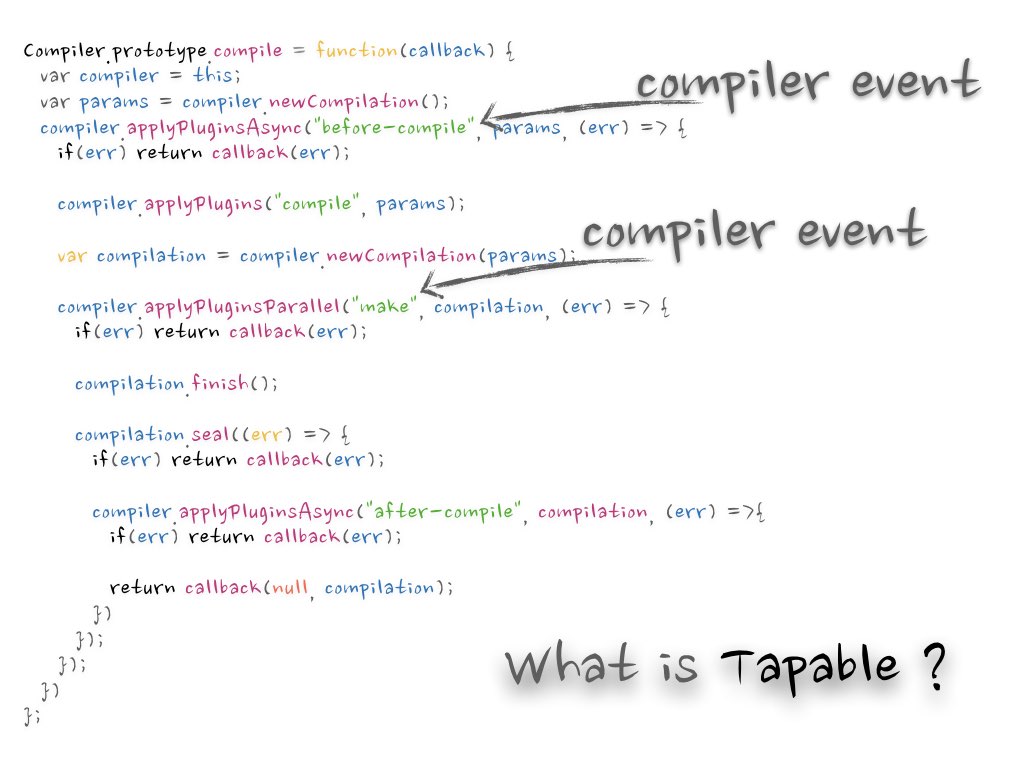 Compiler.prototype.compile = function(callback) {
var compiler = this;
var params = compiler.newCompilation();
compiler.applyPluginsAsync("before-compile", params, (err) => {
if(err) return callback(err);
compiler.applyPlugins("compile", params);
var compilation = compiler.newCompilation(params);
compiler.applyPluginsParallel("make", compilation, (err) => {
if(err) return callback(err);
compilation.finish();
compilation.seal((err) => {
if(err) return callback(err);
compiler.applyPluginsAsync("after-compile", compilation, (err) =>{
if(err) return callback(err);
return callback(null, compilation);
})
});
});
})
};
compiler event
compiler event
What is Tapable ?